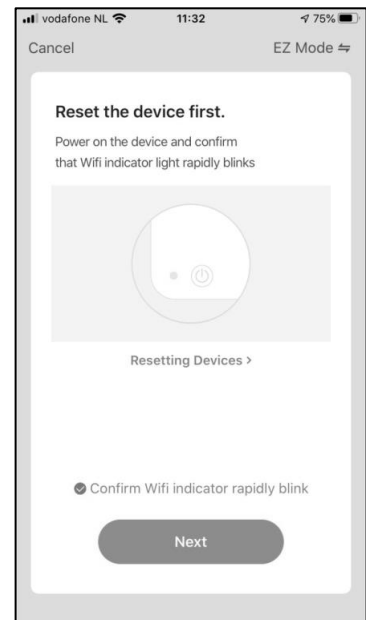 vodafone NL 11:32 75%
Cancel EZ Mode ⇋
Reset the device first.
Power on the device and confirm
that Wifi indicator light rapidly blinks
Resetting Devices >
Confirm Wifi indicator rapidly blink
Next